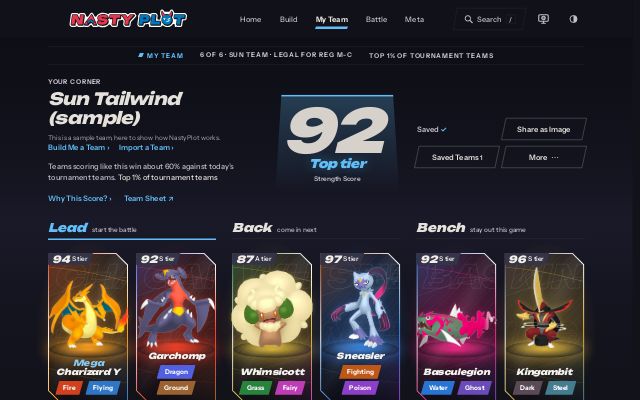 NASTY PLOT
Home Build My Team Battle Meta Search /
MY TEAM 6 OF 6 · SUN TEAM · LEGAL FOR REG M-C TOP 1% OF TOURNAMENT TEAMS
YOUR CORNER
Sun Tailwind
(sample)
This is a sample team here to show how NastyPlot works.
Build Me a Team › Import a Team ›
Teams scoring like this win about 60% against today's
tournament teams. Top 1% of tournament teams
Why This Score? › Team Sheet ↗
92
Top tier
Strength Score
Saved ✓ Share as Image
Saved Teams 1 More ···
Lead start the battle
Back come in next
Bench stay out this game
94 S tier
Mega
Charizard Y
Fire Flying
92 S tier
Garchomp
Dragon
Ground
87 A tier
Whimsicott
Grass Fairy
97 S tier
Sneasler
Fighting
Poison
92 S tier
Basculegion
Water Ghost
96 S tier
Kingambit
Dark Steel